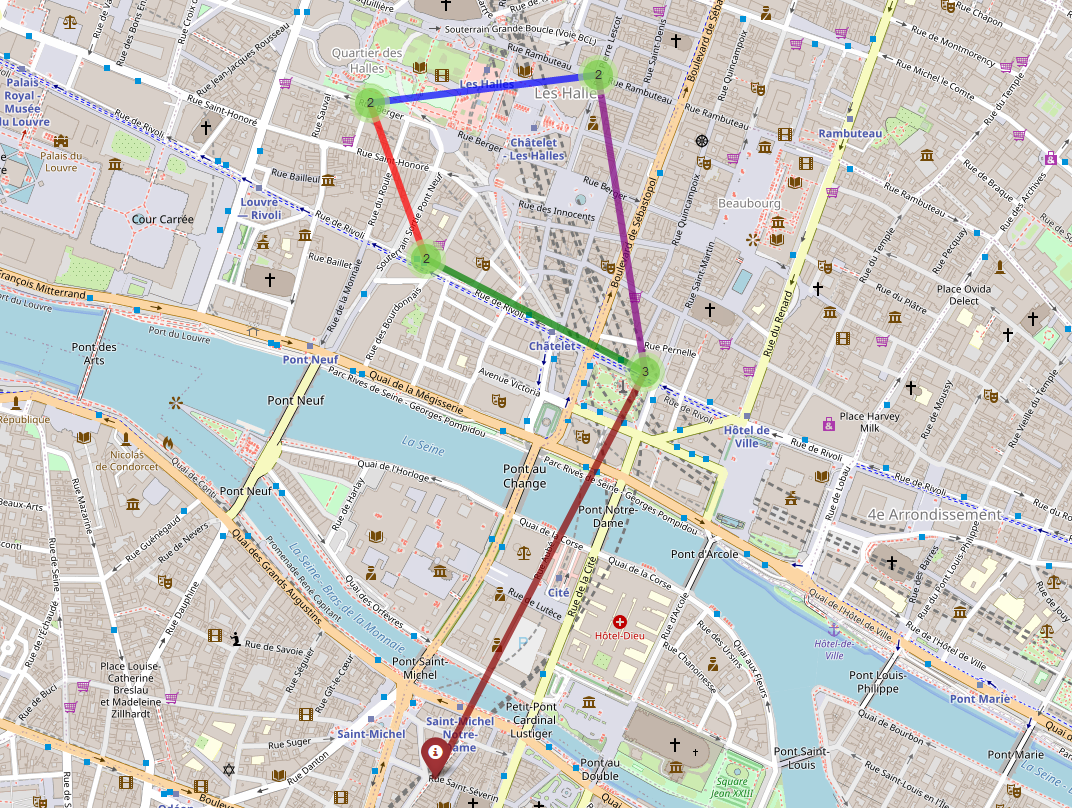 Rue de
Rue des Bons En
Rue Croix
Rue Jean-Jacques Rousseau
Quartier des
Halles
Souterrain Grande Boucle (Voie BCL)
Rue Rambuteau
Rue Saint-Denis
Boulevard de Sébastopol
Rue Quincampoix
Rue Chapon
Rue de Montmorency
Rue Michel le Comte
Rue du Temple
Palais
Royal -
Musée
du Louvre
Rue de Rivoli
Rue Saint-Honoré
Rue Sauval
2
Les Halles
2
Rue Rambuteau
Rue Rambuteau
Rambuteau
Palais du
Louvre
Rue Saint-Honoré
Rue Berger
Châtelet
- Les Halles
Rue Bailleul
Rue du Roule
Rue Berger
Rue Quincampoix
Beaubourg
Rue Rambuteau
Rue de Braque
Rue des Archives
Cour Carrée
Louvre -
Rivoli
Rue de Rivoli
Rue des Innocents
Boulevard de Sébastopol
Rue Saint-Martin
Rue du Temple
Rue Pecquay
Rue Baillet
2
Rue du Plâtre
Place Ovida
Delect
François Mitterrand
Port du Louvre
Rue de la Monnaie
Rue des Bourdonnais
Rue de Rivoli
Rue du Renard
Pont des
Arts
Port du Louvre
Pont Neuf
Châtelet
Rue Pernelle
3
Quai de la Mégisserie
Parc Rives de Seine - Georges Pompidou
Avenue Victoria
Rue de Rivoli
Rue de Moussy
Rue Vieille du Temple
Pont Neuf
Hôtel de
Ville
Place Harvey
Milk
Rue de Rivoli
République
Nicolas
de Condorcet
La Seine
Quai de l'Horloge
Pont au
Change
Parc Rives de Seine - Georges Pompidou
Rue de Lobau
Rue de Rivoli
Quai de Conti
Pont Neuf
Rue de Harlay
Pont Notre-
Dame
4e Arrondissement
Beaux-Arts
Rue Mazarine
Rue Guénégaud
Rue de Nevers
Quai de la Corse
Pont d'Arcole
Quai de la Corse
Rue des Barres
Rue du Pont Louis-Philippe
Rue de Jouy
Rue de Seine
Quai des Grands Augustins
Promenade René Capitant
La Seine - Bras de la Monnaie
Quai des Orfèvres
Cité
Rue de Lutèce
Rue de la Cité
Hôtel-Dieu
Rue d'Arcole
Quai de l'Hôtel de Ville
Rue de l'Échaudé
Rue Dauphine
Rue de Savoie
Rue Séguier
Rue Gît-le-Cœur
P
Rue Chanoinesse
Rue des Ursins
Quai aux Fleurs
Hôtel-de-
Ville
Rue de l'Hôtel de Ville
Place Louise-
Catherine
Breslau
et Madeleine
Zillhardt
Pont Saint-
Michel
Pont Louis-
Philippe
Pont Marie
Rue de Buci
Saint-Michel
Saint-Michel
Notre-
Dame
Petit-Pont
Cardinal
Lustiger
Quai de Bourbon
Rue Suger
Rue Danton
Rue Saint-Séverin
Pont au
Double
Square
Jean XXIII
Pont Saint-
Louis
Pont Marie
La Seine
Rue Saint-Louis en l'Île
Odéon